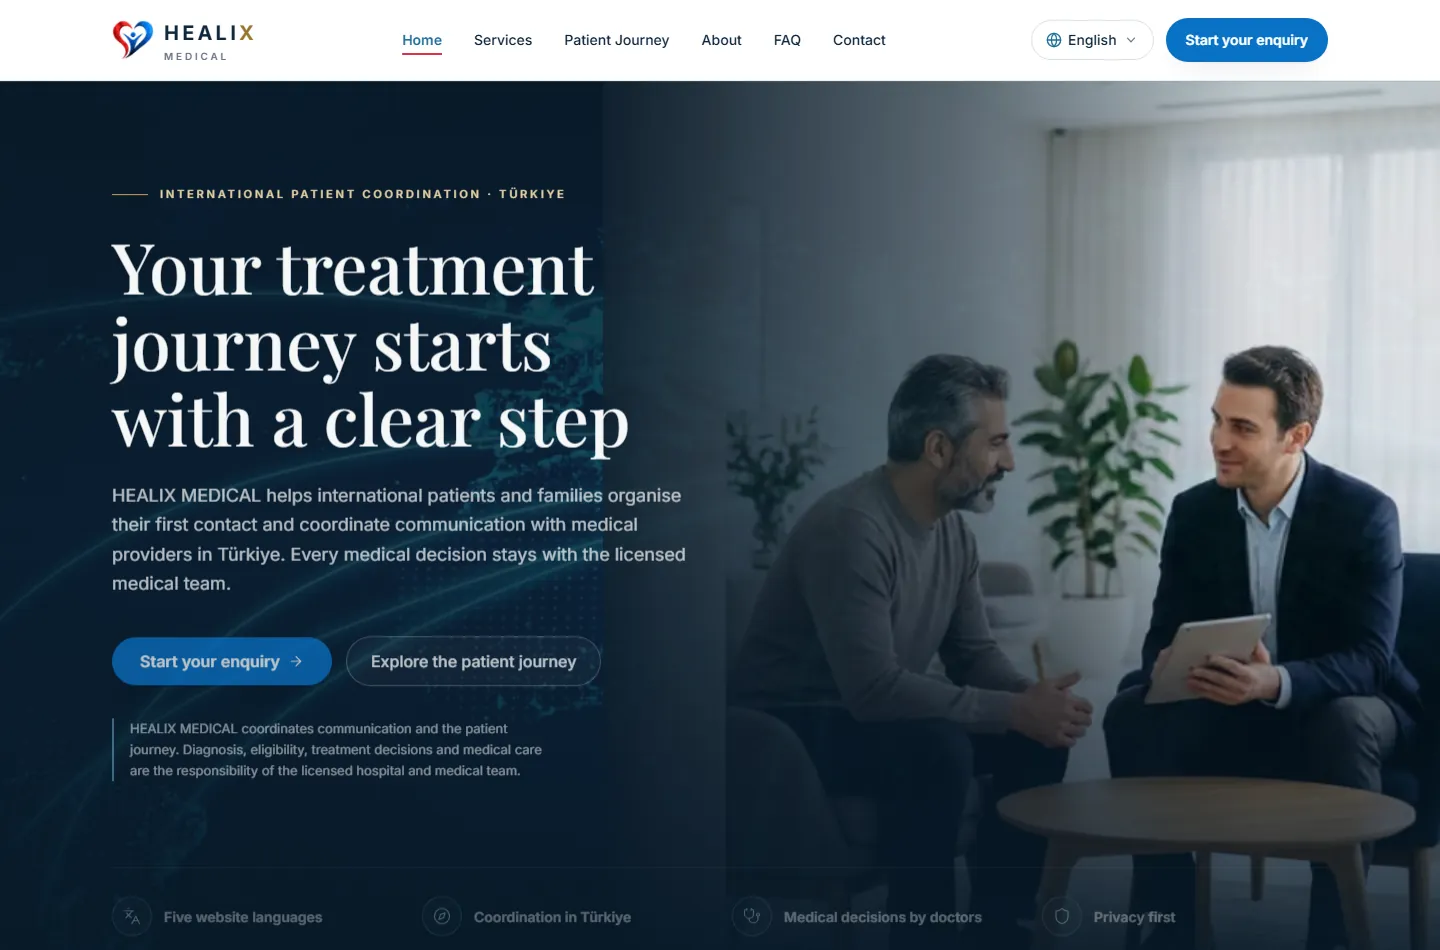 HEALIX
MEDICAL
Home
Services
Patient Journey
About
FAQ
Contact
English
Start your enquiry
INTERNATIONAL PATIENT COORDINATION · TÜRKIYE
Your treatment
journey starts
with a clear step
HEALIX MEDICAL helps international patients and families organise
their first contact and coordinate communication with medical
providers in Türkiye. Every medical decision stays with the licensed
medical team.
Start your enquiry →
Explore the patient journey
HEALIX MEDICAL coordinates communication and the patient
journey. Diagnosis, eligibility, treatment decisions and medical care
are the responsibility of the licensed hospital and medical team.
Five website languages
Coordination in Türkiye
Medical decisions by doctors
Privacy first